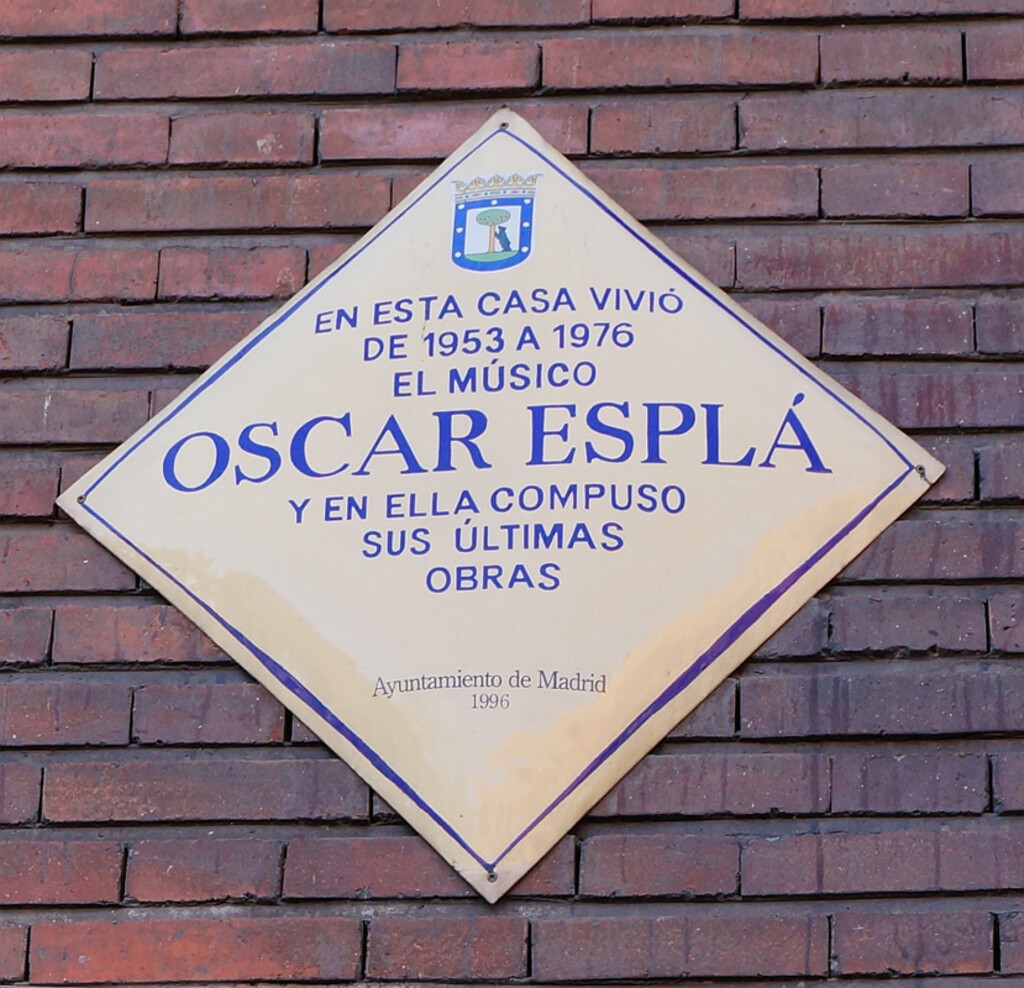 EN ESTA CASA VIVIÓ
DE 1953 A 1976
EL MÚSICO
OSCAR ESPLÁ
Y EN ELLA COMPUSO
SUS ÚLTIMAS
OBRAS
Ayuntamiento de Madrid
1996